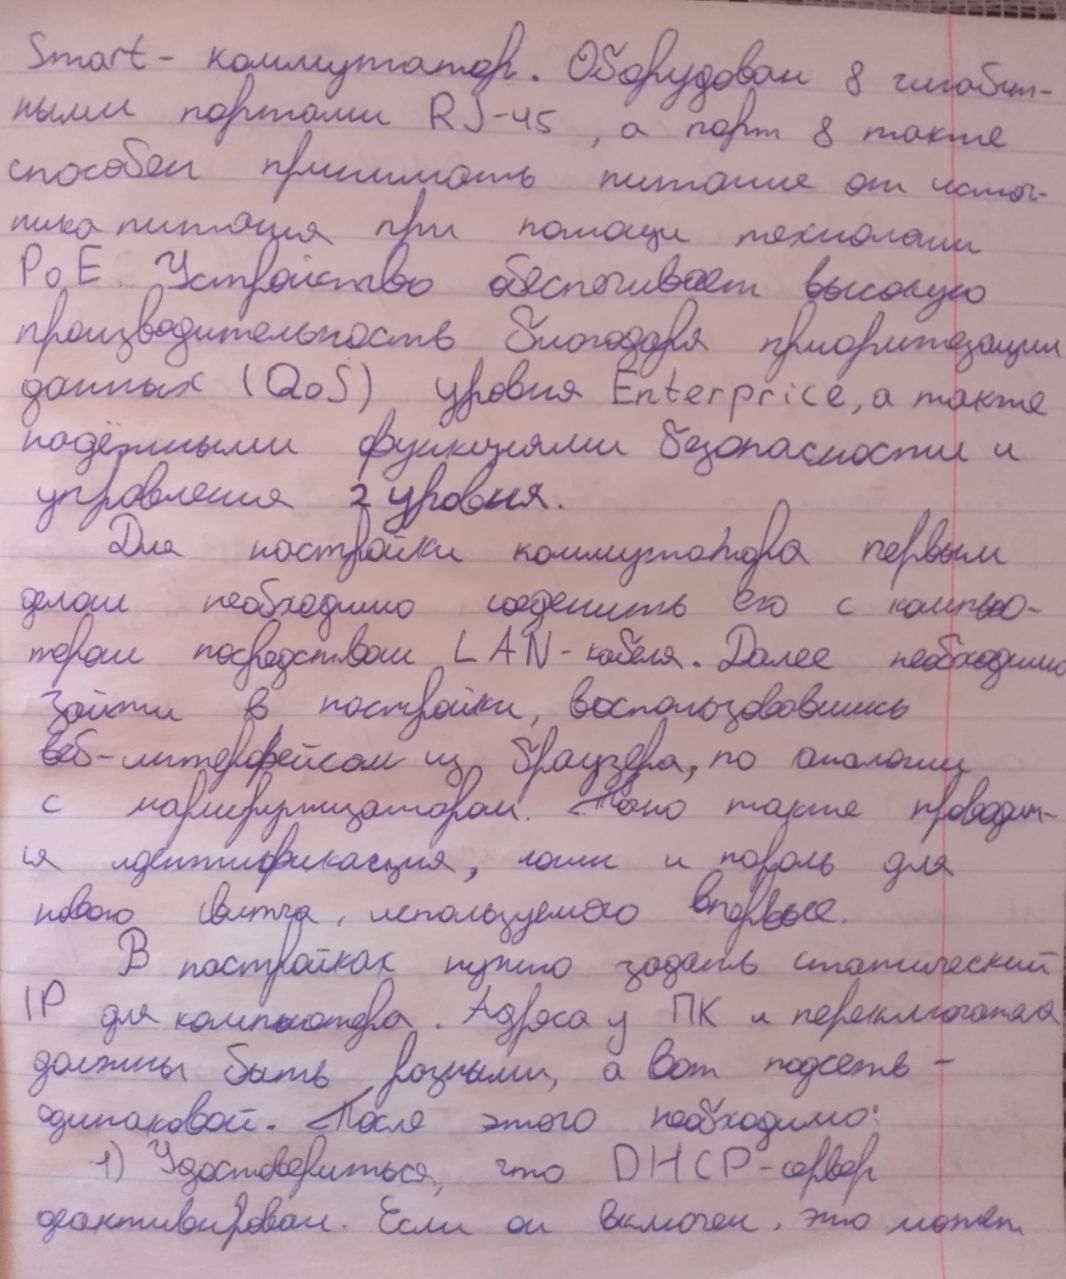 Smart - коммутатор. Оборудован 8 гигабит-
ными портами RJ-45, а порт 8 также
способен принимать питание от источ-
ника питания при помощи технологии
PoE. Устройство обеспечивает высокую
производительность благодаря приоритезации
данных (QoS) уровня Enterprice, а также
надёжными функциями безопасности и
управления 2 уровня.
Для настройки коммутатора первым
делом необходимо соединить его с компью-
тером посредством LAN-кабеля. Далее необходимо
зайти в настройки, воспользовавшись
веб-интерфейсом из браузера, по аналогии
с маршрутизатором. также проводит-
ся идентификация, логин и пароль для
нового свитча, используемого впервые.
В настройках нужно задать статический
IP для компьютера. Адреса у ПК и переключателя
должны быть разными, а вот подсеть -
одинаковой. После этого необходимо:
1) Удостовериться, что DHCP-сервер
деактивирован. Если он включен, это может